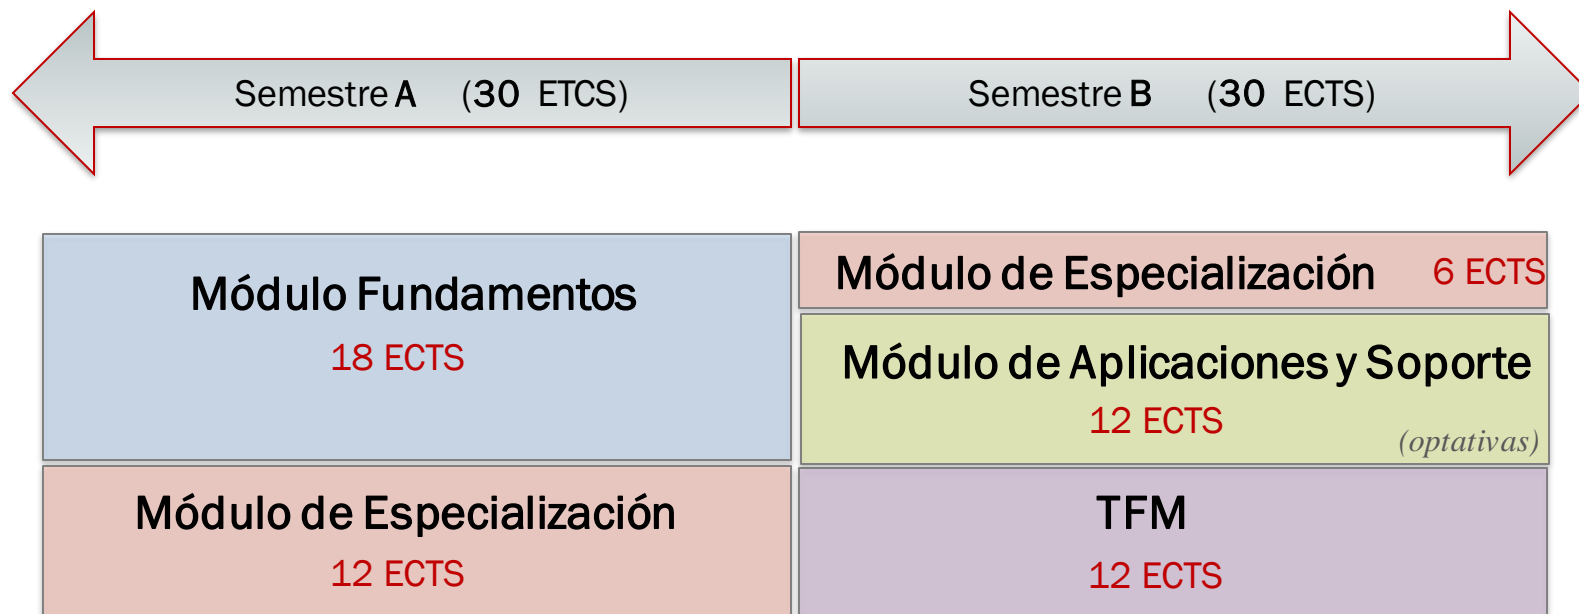 Semestre A (30 ETCS)
Semestre B (30 ECTS)
Módulo Fundamentos
18 ECTS
Módulo de Especialización
12 ECTS
Módulo de Especialización 6 ECTS
Módulo de Aplicaciones y Soporte
12 ECTS
(optativas)
TFM
12 ECTS